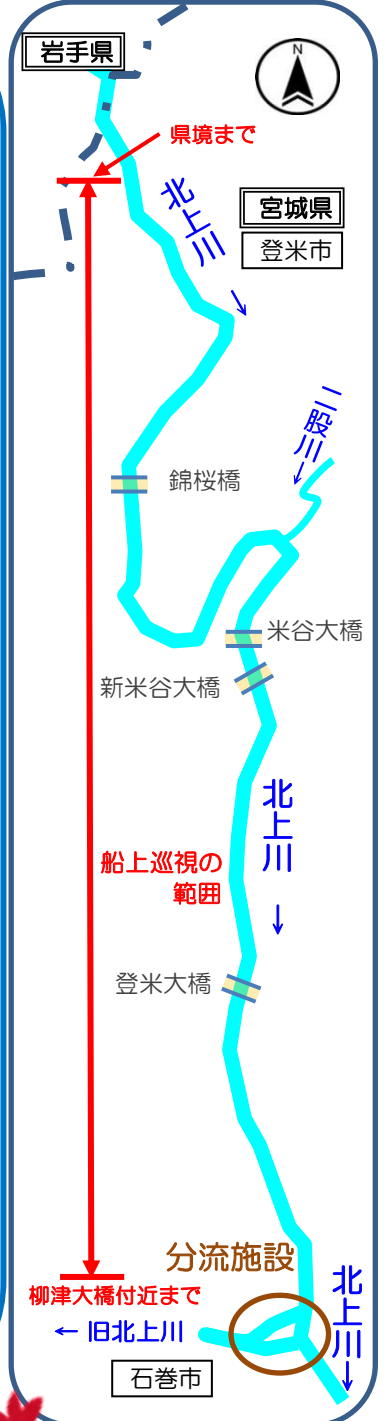 岩手県
N
県境まで
北上川
↓
宮城県
登米市
二股川
←
錦桜橋
米谷大橋
新米谷大橋
北上川
↓
船上巡視の
範囲
登米大橋
分流施設
柳津大橋付近まで
← 旧北上川
北上川
↓
石巻市